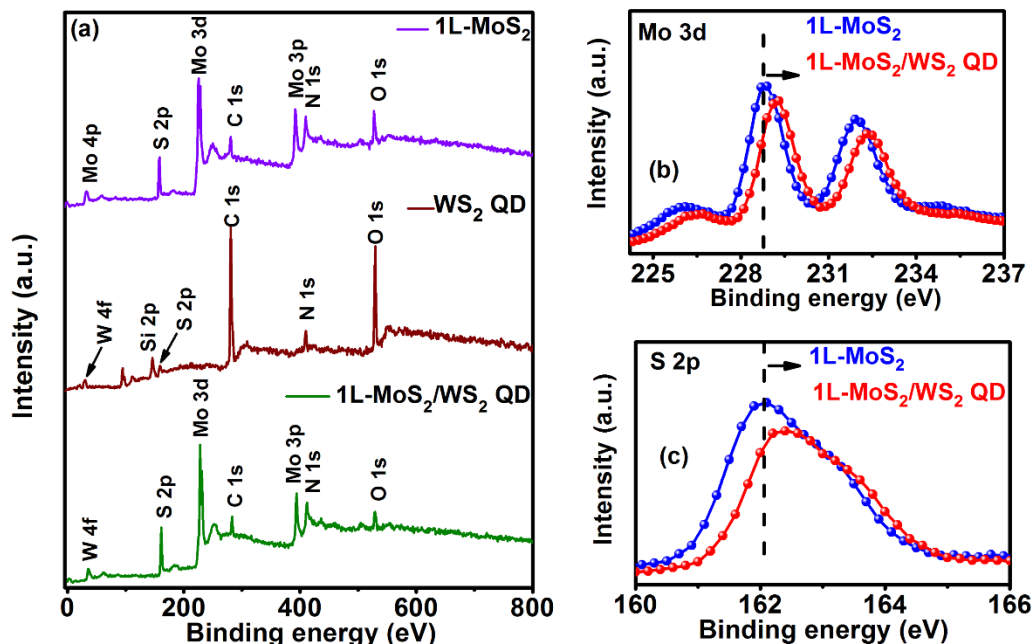 (a)
1L-MoS₂
Mo 4p
S 2p
Mo 3d
C 1s
Mo 3p
N 1s
O 1s
WS₂ QD
W 4f
Si 2p
S 2p
C 1s
N 1s
O 1s
1L-MoS₂/WS₂ QD
W 4f
S 2p
Mo 3d
C 1s
Mo 3p
N 1s
O 1s
Intensity (a.u.)
0 200 400 600 800
Binding energy (eV)
Mo 3d
1L-MoS₂
1L-MoS₂/WS₂ QD
(b)
Intensity (a.u.)
225 228 231 234 237
Binding energy (eV)
S 2p
1L-MoS₂
1L-MoS₂/WS₂ QD
(c)
Intensity (a.u.)
160 162 164 166
Binding energy (eV)